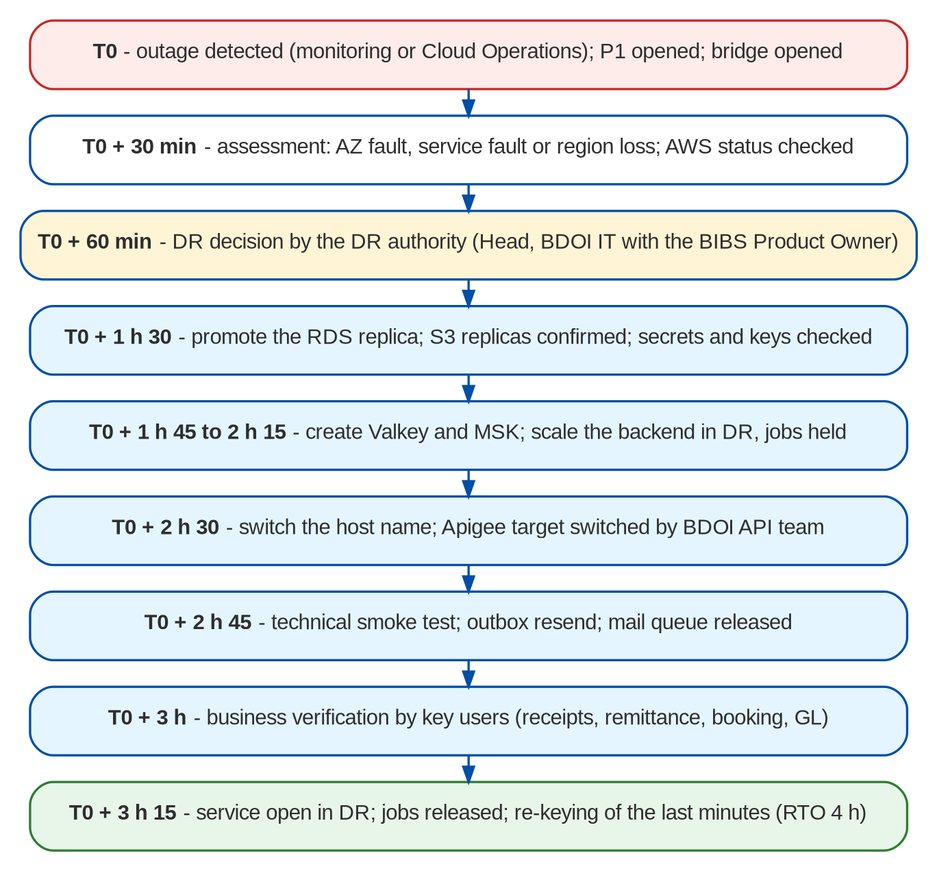 T0 - outage detected (monitoring or Cloud Operations); P1 opened; bridge opened
T0 + 30 min - assessment: AZ fault, service fault or region loss; AWS status checked
T0 + 60 min - DR decision by the DR authority (Head, BDOI IT with the BIBS Product Owner)
T0 + 1 h 30 - promote the RDS replica; S3 replicas confirmed; secrets and keys checked
T0 + 1 h 45 to 2 h 15 - create Valkey and MSK; scale the backend in DR, jobs held
T0 + 2 h 30 - switch the host name; Apigee target switched by BDOI API team
T0 + 2 h 45 - technical smoke test; outbox resend; mail queue released
T0 + 3 h - business verification by key users (receipts, remittance, booking, GL)
T0 + 3 h 15 - service open in DR; jobs released; re-keying of the last minutes (RTO 4 h)